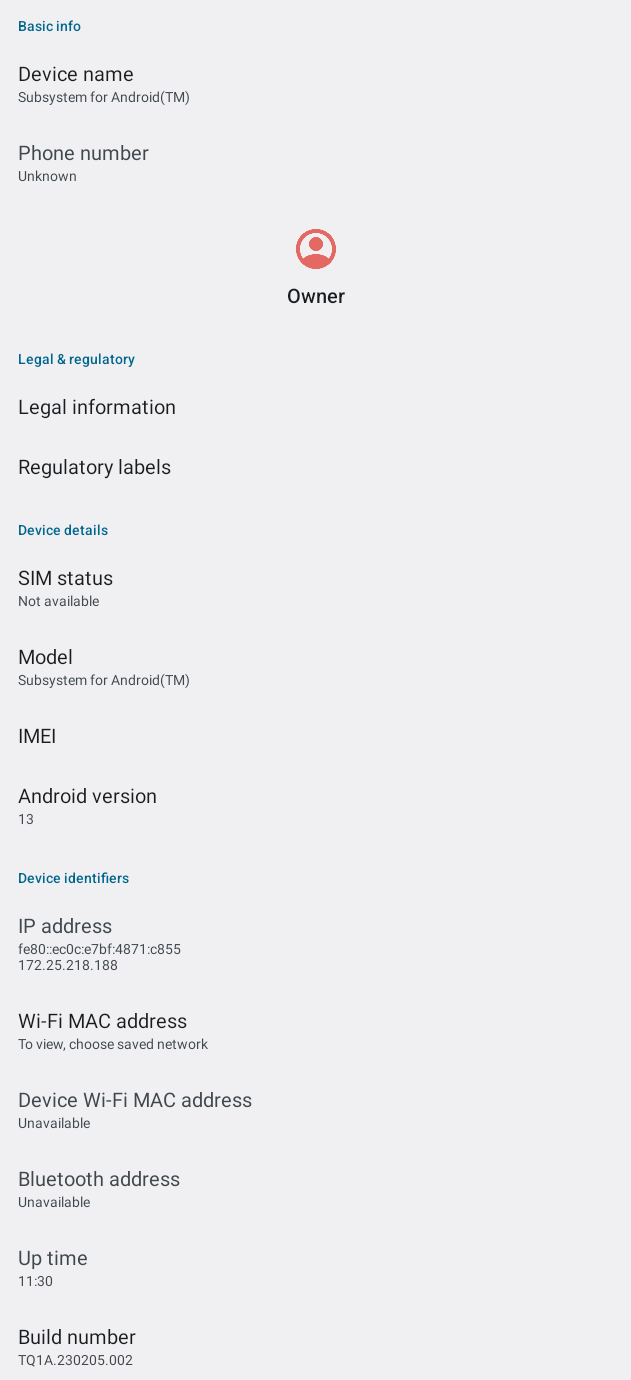 Basic info
Device name
Subsystem for Android(TM)
Phone number
Unknown
Owner
Legal & regulatory
Legal information
Regulatory labels
Device details
SIM status
Not available
Model
Subsystem for Android(TM)
IMEI
Android version
13
Device identifiers
IP address
fe80::ec0c:e7bf:4871:c855
172.25.218.188
Wi-Fi MAC address
To view, choose saved network
Device Wi-Fi MAC address
Unavailable
Bluetooth address
Unavailable
Up time
11:30
Build number
TQ1A.230205.002